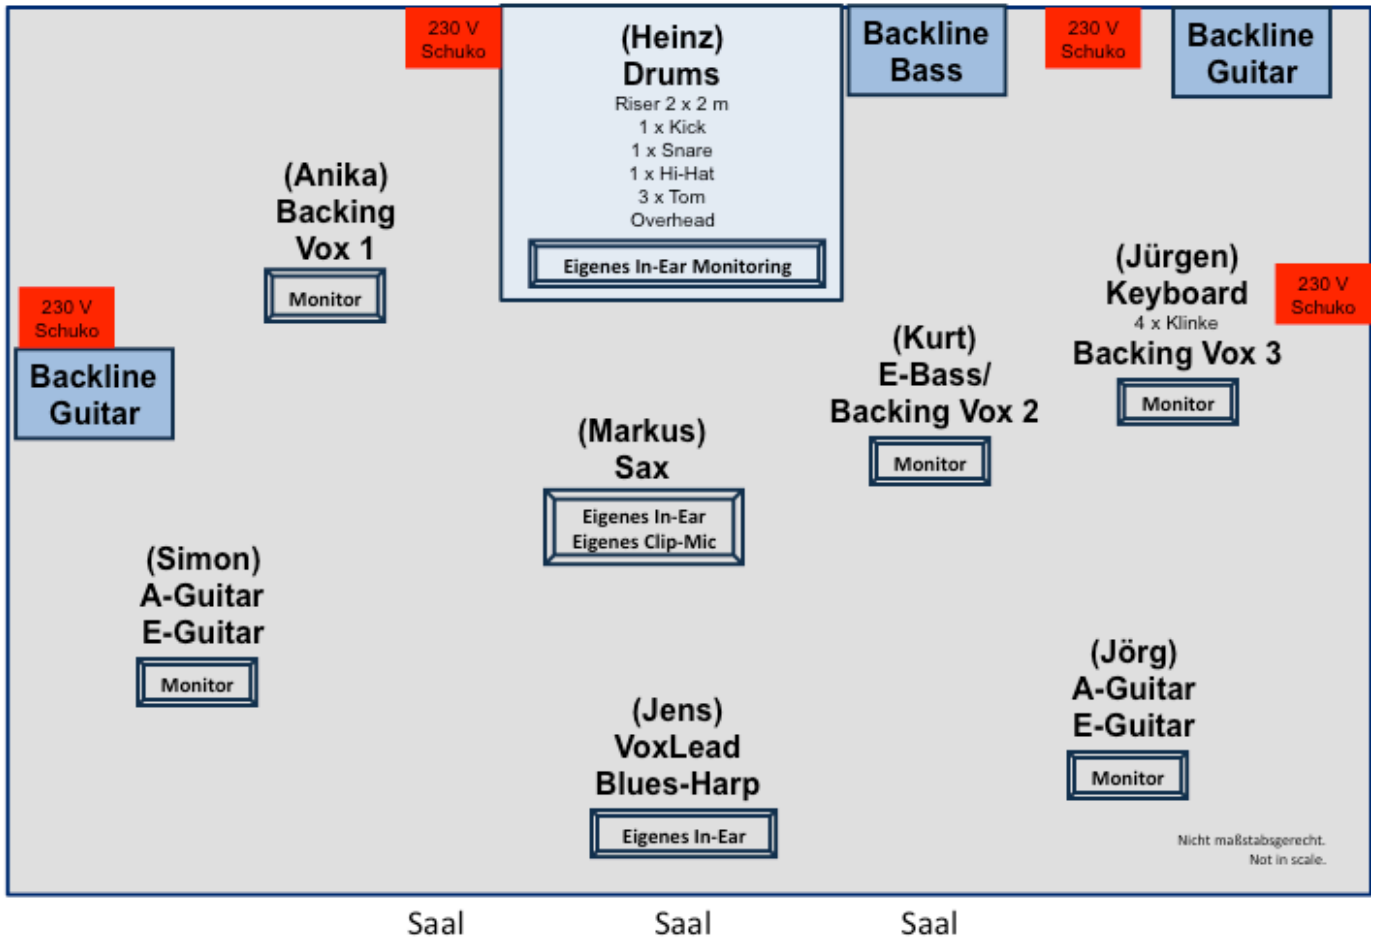 230 V
Schuko
(Heinz)
Drums
Riser 2 x 2 m
1 x Kick
1 x Snare
1 x Hi-Hat
3 x Tom
Overhead
Eigenes In-Ear Monitoring
Backline
Bass
230 V
Schuko
Backline
Guitar
(Anika)
Backing
Vox 1
Monitor
230 V
Schuko
Backline
Guitar
(Jürgen)
Keyboard
4 x Klinke
Backing Vox 3
Monitor
230 V
Schuko
(Kurt)
E-Bass/
Backing Vox 2
Monitor
(Markus)
Sax
Eigenes In-Ear
Eigenes Clip-Mic
(Simon)
A-Guitar
E-Guitar
Monitor
(Jens)
VoxLead
Blues-Harp
Eigenes In-Ear
(Jörg)
A-Guitar
E-Guitar
Monitor
Nicht maßstabsgerecht.
Not in scale.
Saal Saal Saal